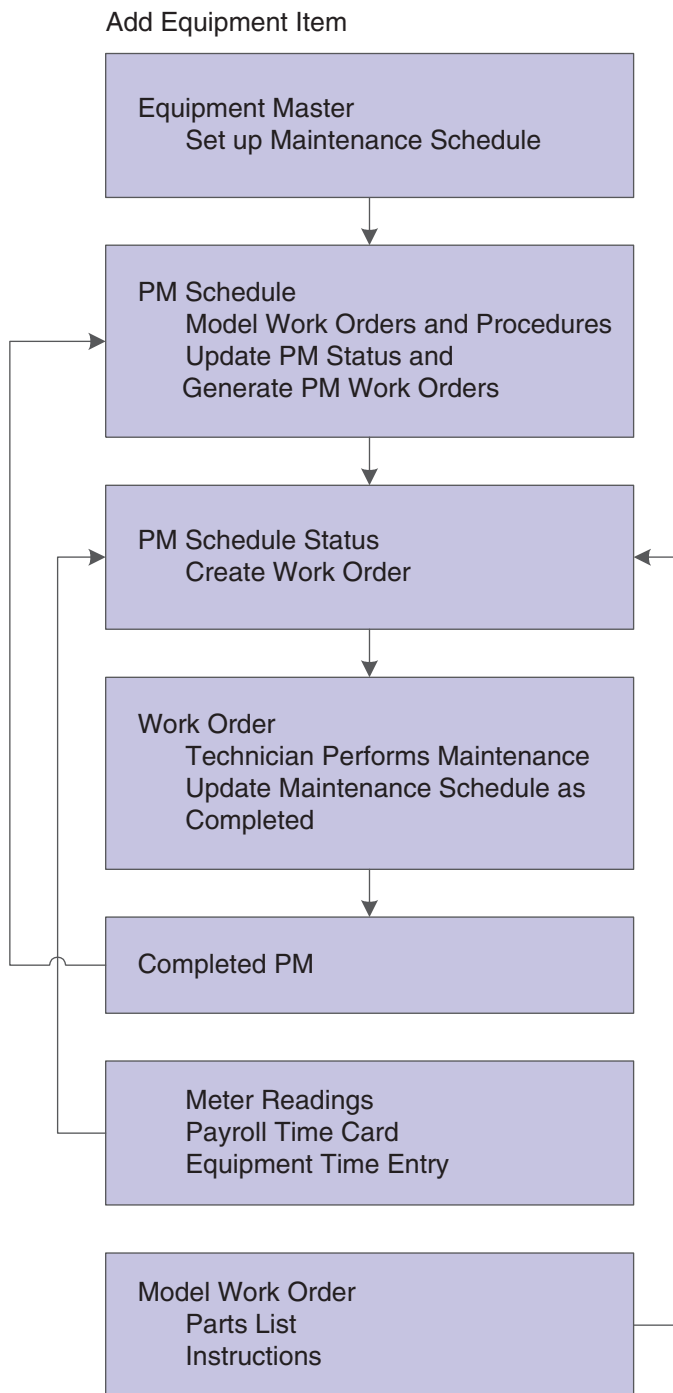 Add Equipment Item
Equipment Master
Set up Maintenance Schedule
PM Schedule
Model Work Orders and Procedures
Update PM Status and
Generate PM Work Orders
PM Schedule Status
Create Work Order
Work Order
Technician Performs Maintenance
Update Maintenance Schedule as
Completed
Completed PM
Meter Readings
Payroll Time Card
Equipment Time Entry
Model Work Order
Parts List
Instructions